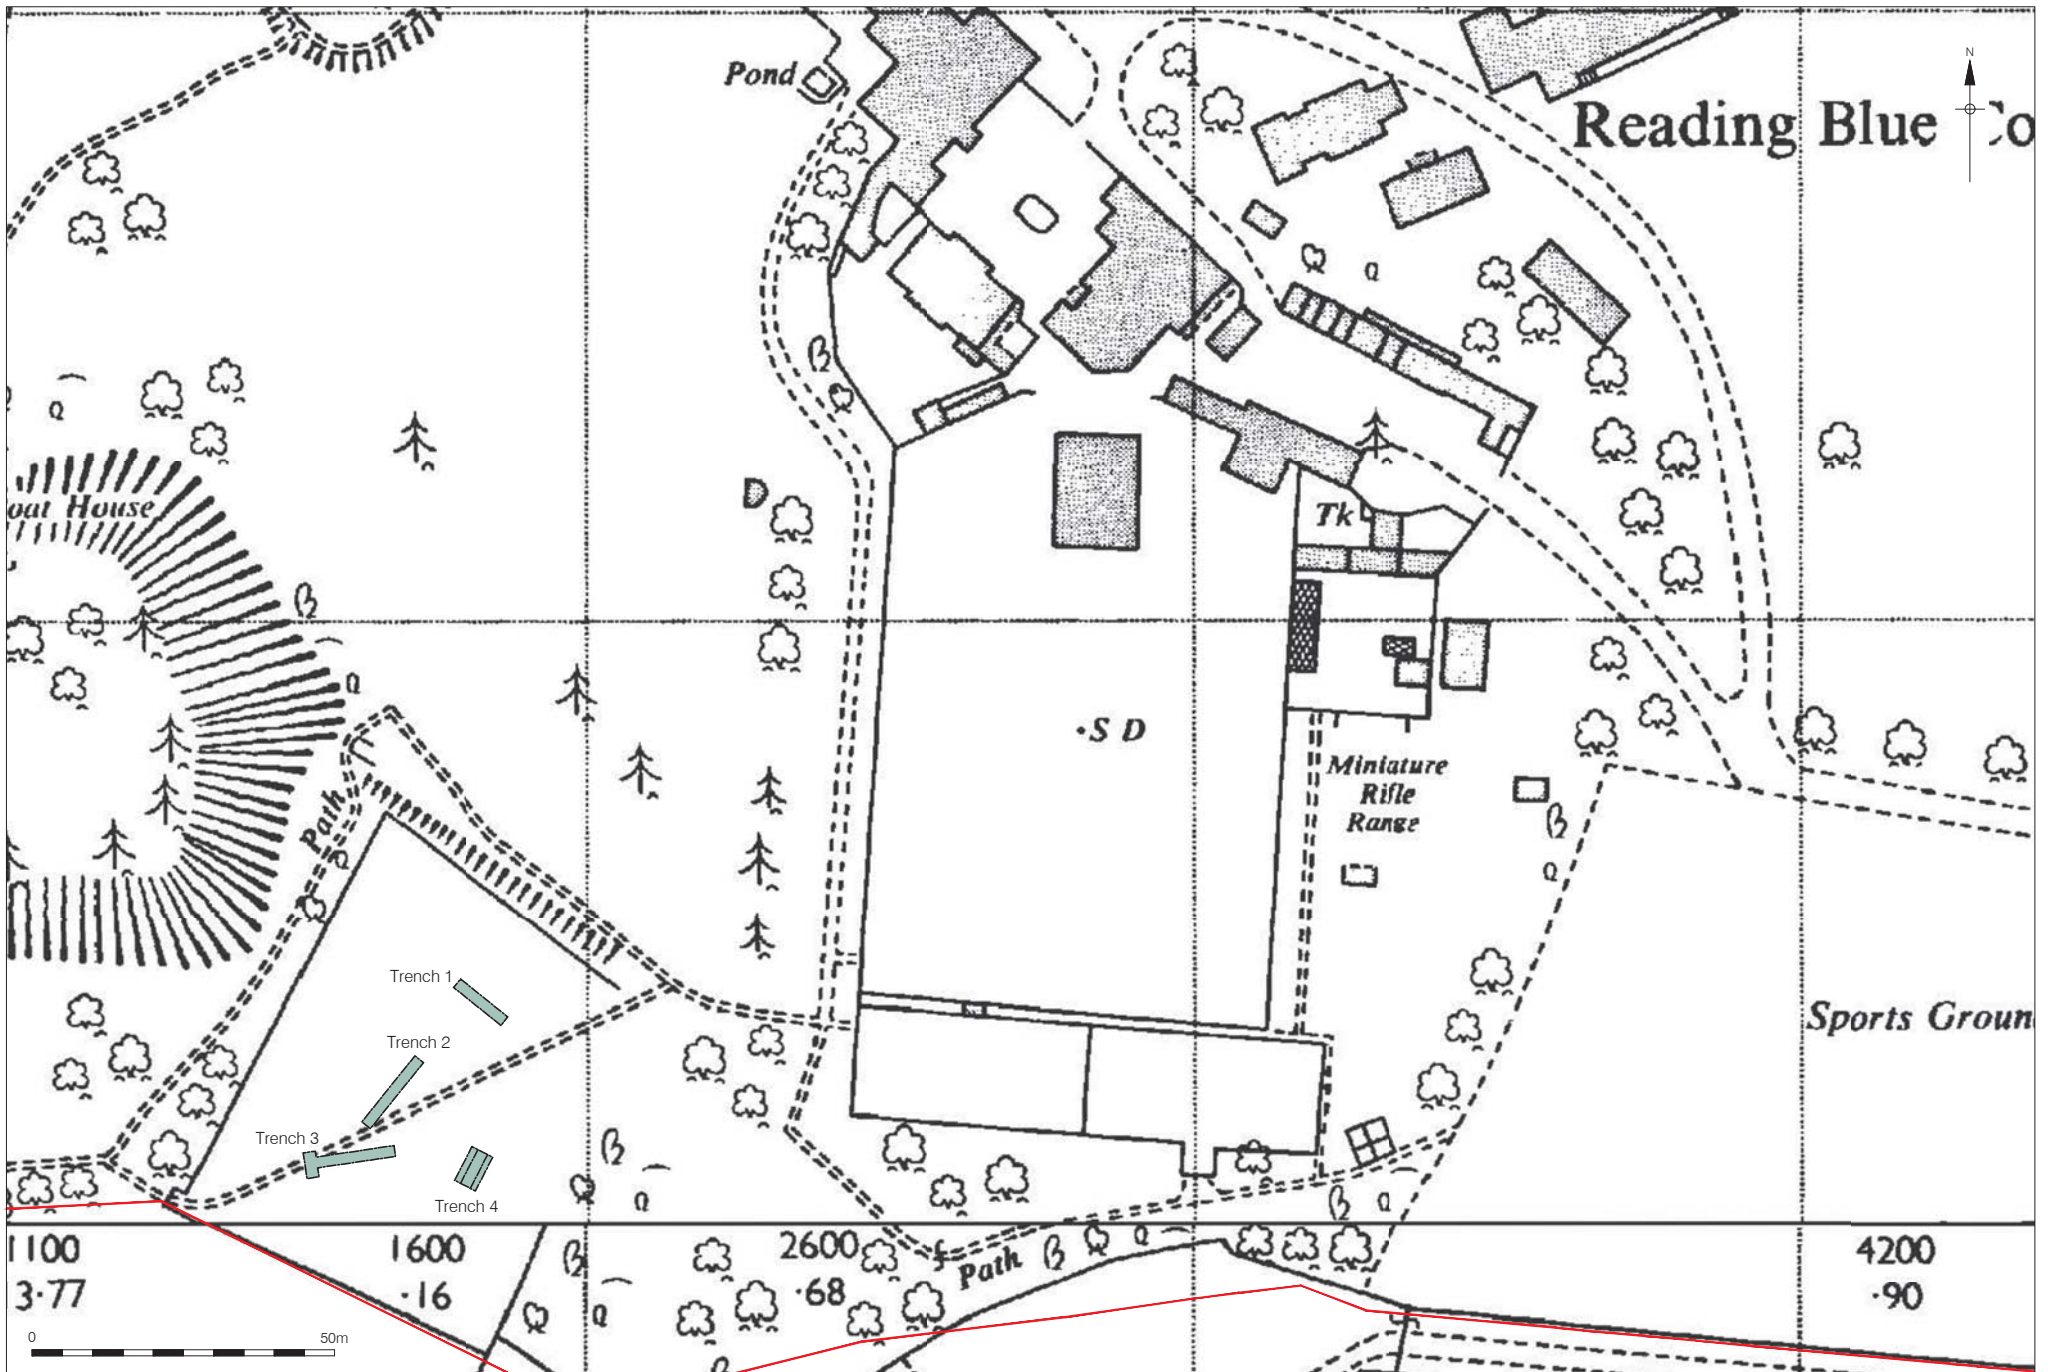 N
Pond
Reading Blue Co
oat House
Tk
S D
Miniature
Rifle
Range
Path
Trench 1
Sports Groun
Trench 2
Trench 3
Trench 4
1100
3·77
1600
·16
2600
·68
Path
4200
·90
0 50m